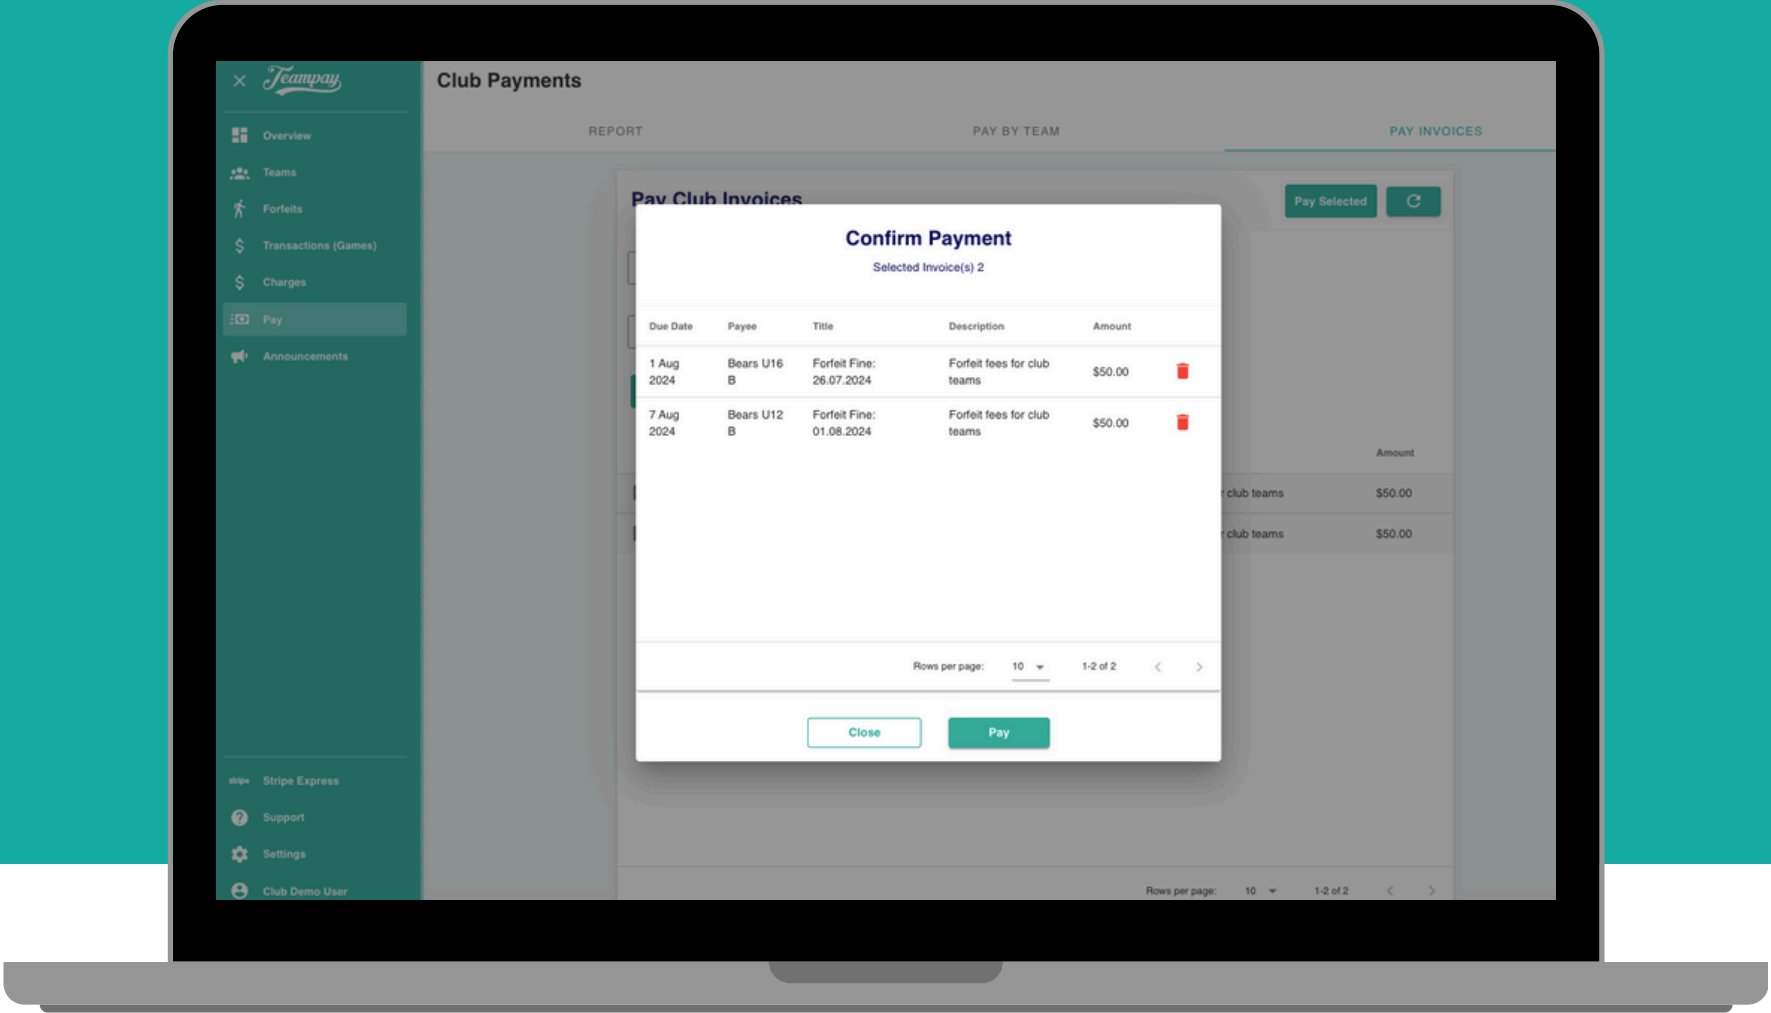 Teampay
Club Payments
REPORT
PAY BY TEAM
PAY INVOICES
Overview
Teams
Forfeits
Transactions (Games)
Charges
Pay
Announcements
Pay Club Invoices
Pay Selected
Confirm Payment
Selected Invoice(s) 2
Due Date Payee Title Description Amount
1 Aug Bears U16 Forfeit Fine: Forfeit fees for club $50.00
2024 B 26.07.2024 teams
7 Aug Bears U12 Forfeit Fine: Forfeit fees for club $50.00
2024 B 01.08.2024 teams
Rows per page: 10 1-2 of 2
Close
Pay
Amount
club teams $50.00
club teams $50.00
Rows per page: 10 1-2 of 2
stripe Stripe Express
Support
Settings
Club Demo User